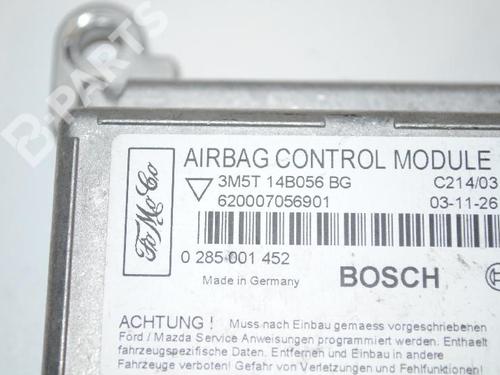 B-PARTS
AIRBAG CONTROL MODULE
3M5T 14B056 BG C214/03
620007056901 03-11-26
FoMoCo
0 285 001 452
Made in Germany BOSCH
ACHTUNG ! Muss nach Einbau gemaess vorgeschriebenen
Ford / Mazda Service Anweisungen programmiert werden. Enthaelt
fahrzeugspezifische Daten. Entfernen und Einbau in andere
Fahrzeuge verboten! Gefahr von Verletzungen und Fehlfunktionen!